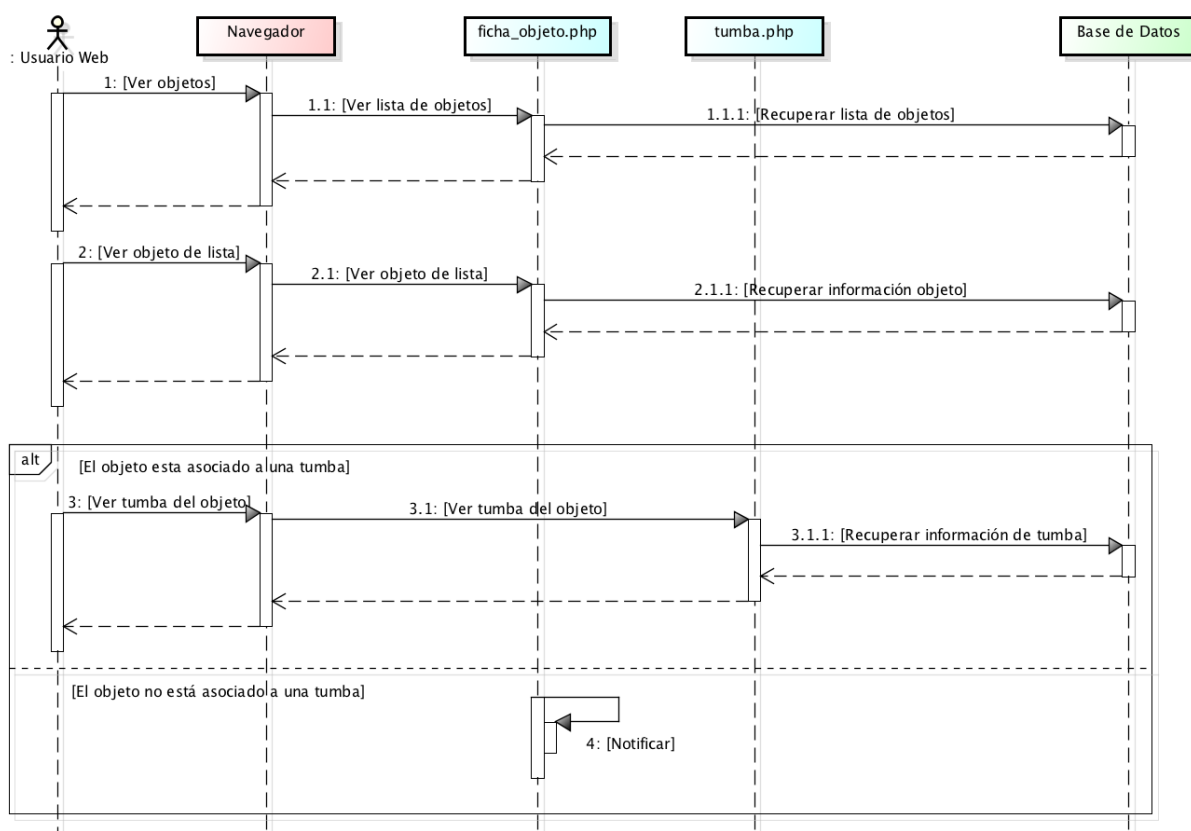 : Usuario Web
Navegador
ficha_objeto.php
tumba.php
Base de Datos
1: [Ver objetos]
1.1: [Ver lista de objetos]
1.1.1: [Recuperar lista de objetos]
2: [Ver objeto de lista]
2.1: [Ver objeto de lista]
2.1.1: [Recuperar información objeto]
alt
[El objeto esta asociado a una tumba]
3: [Ver tumba del objeto]
3.1: [Ver tumba del objeto]
3.1.1: [Recuperar información de tumba]
[El objeto no está asociado a una tumba]
4: [Notificar]